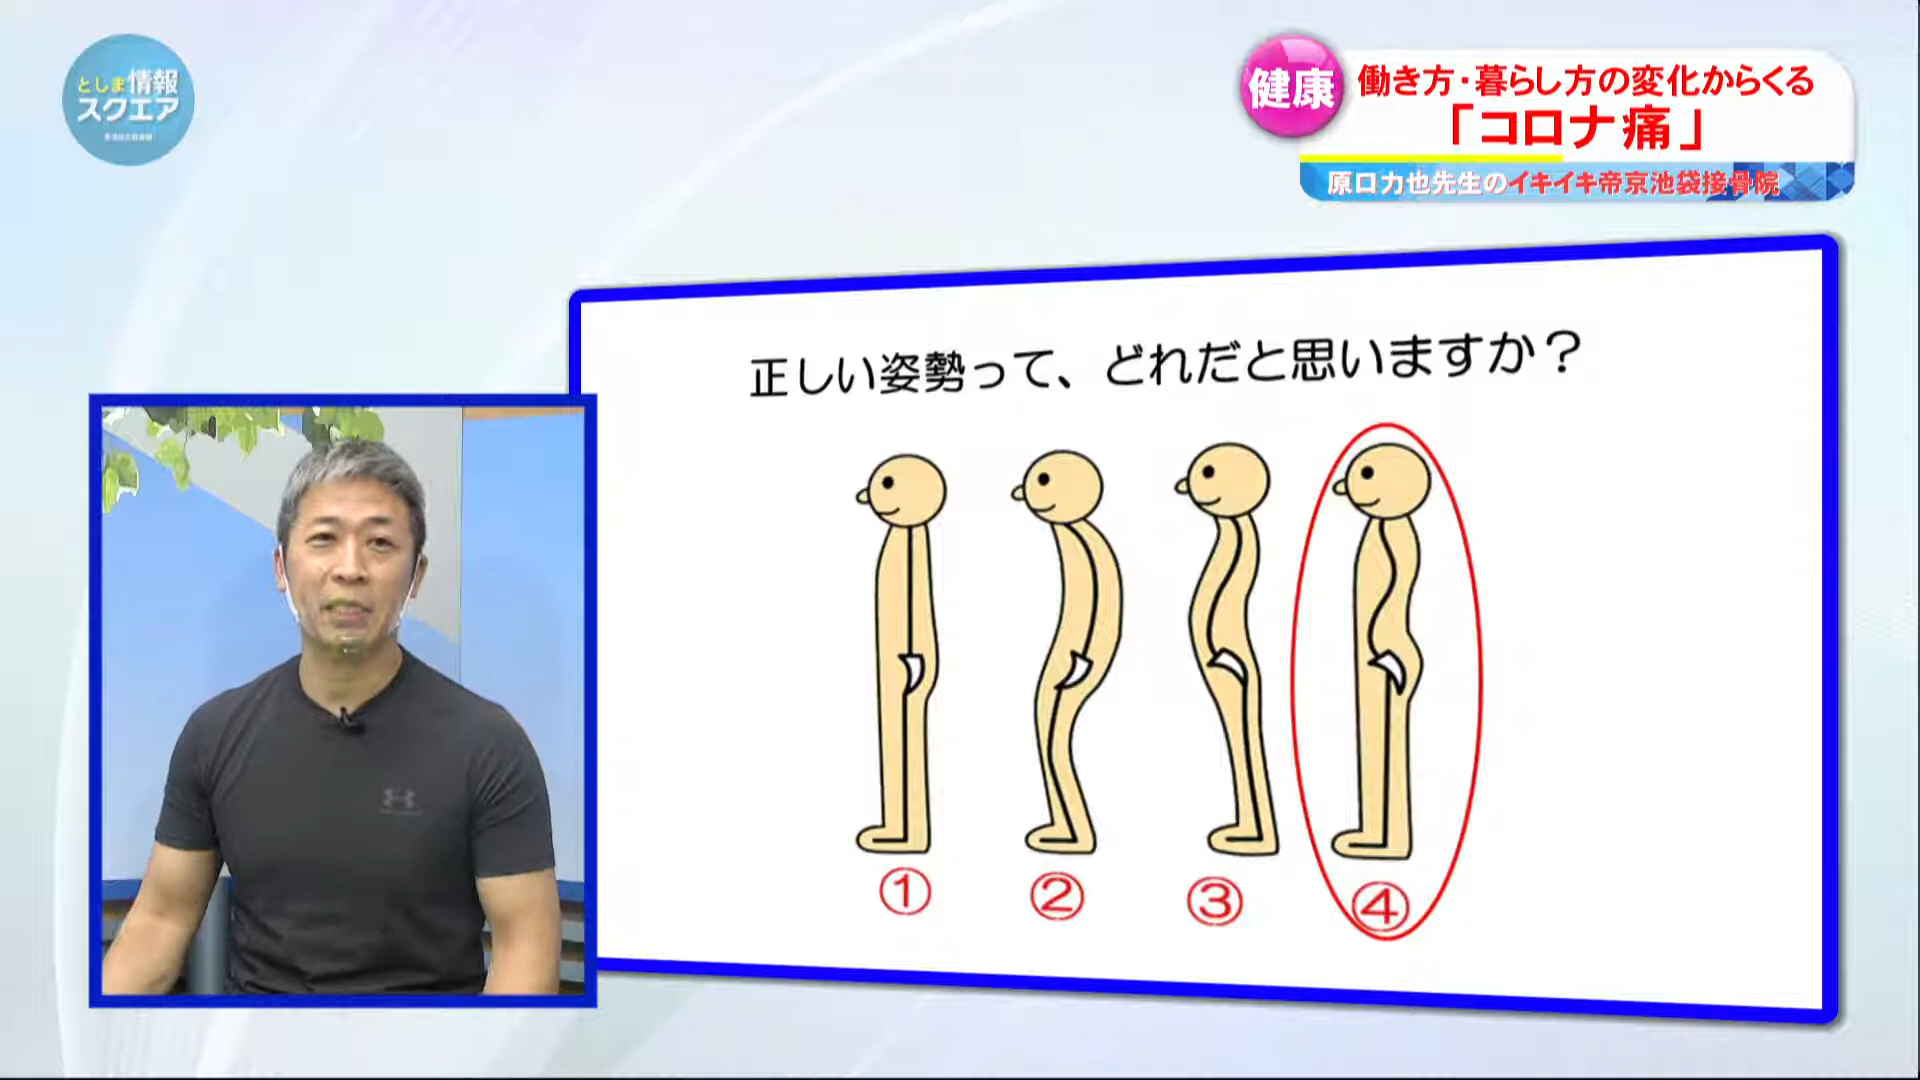 としま情報
スクエア
健康
働き方・暮らし方の変化からくる
「コロナ痛」
原口力也先生のイキイキ帝京池袋接骨院
正しい姿勢って、どれだと思いますか？
① ② ③ ④